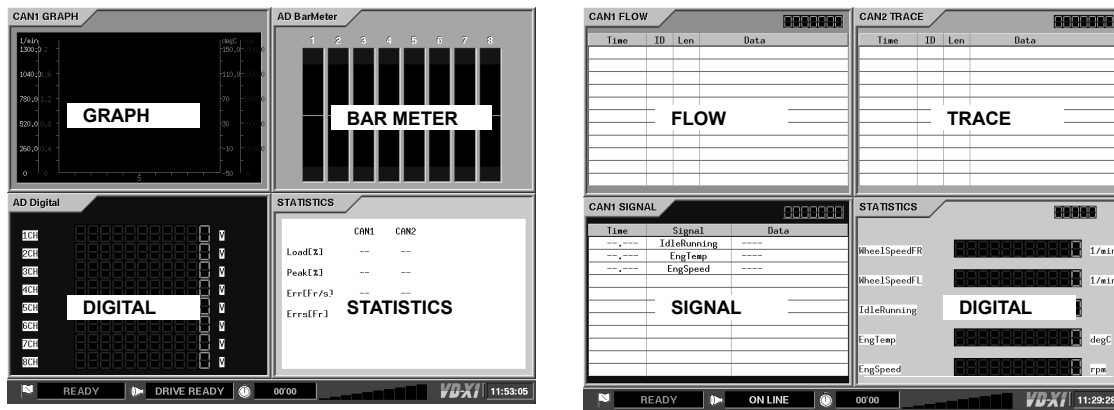 CAN1 GRAPH
1/min
degC
1300.0
150.0
1040.0
110.0
780.0
70
520.0
30
260.0
-10
0
-50
5
GRAPH
AD BarMeter
1 2 3 4 5 6 7 8
BAR METER
AD Digital
1CH V
2CH V
3CH V
4CH V
5CH V
6CH V
7CH V
8CH V
DIGITAL
STATISTICS
CAN1 CAN2
Load[%] -- --
Peak[%] -- --
Err[Fr/s] -- --
Errs[Fr]
STATISTICS
READY DRIVE READY 00'00 VD-X1 11:53:05
CAN1 FLOW
Time ID Len Data
FLOW
CAN2 TRACE
Time ID Len Data
TRACE
CAN1 SIGNAL
Time Signal Data
--.--- IdleRunning ----
--.--- EngTemp ----
--.--- EngSpeed ----
SIGNAL
STATISTICS
WheelSpeedFR 1/min
WheelSpeedFL 1/min
IdleRunning
EngTemp degC
EngSpeed rpm
DIGITAL
READY ON LINE 00'00 VD-X1 11:29:28